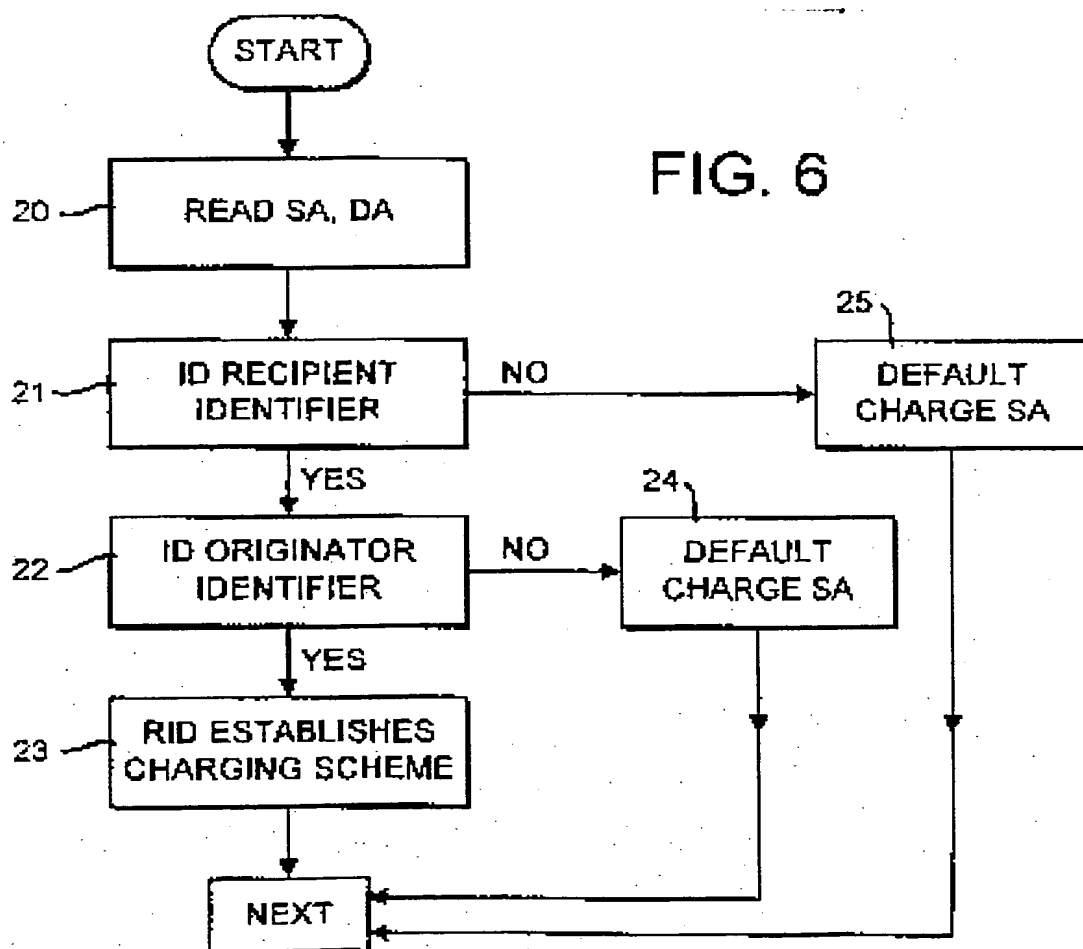 START
FIG. 6
20
READ SA, DA
25
21
ID RECIPIENT
IDENTIFIER
NO
DEFAULT
CHARGE SA
YES
24
22
ID ORIGINATOR
IDENTIFIER
NO
DEFAULT
CHARGE SA
YES
23
RID ESTABLISHES
CHARGING SCHEME
NEXT